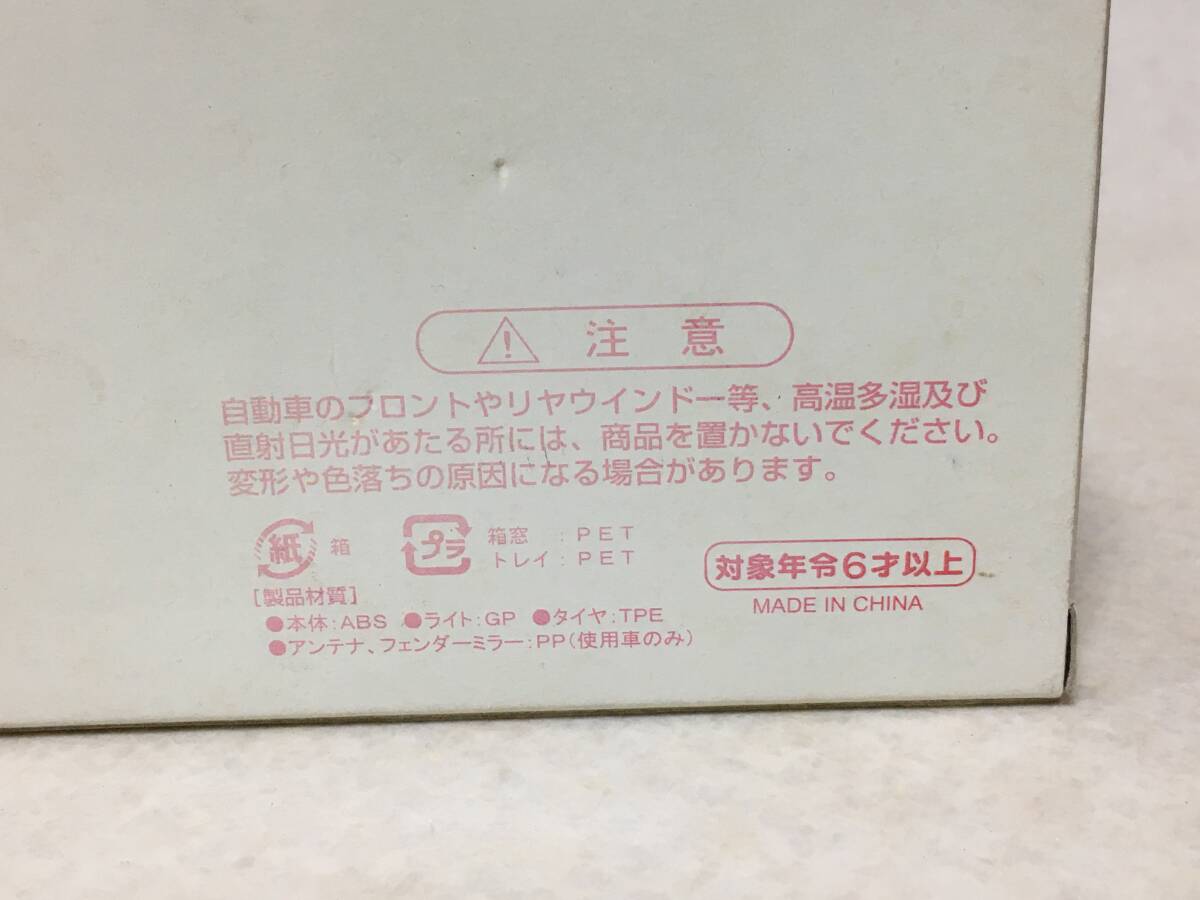 注意
自動車のフロントやリヤウインドー等、高温多湿及び
直射日光があたる所には、商品を置かないでください。
変形や色落ちの原因になる場合があります。
紙 箱
プラ 箱窓 : PET
トレイ : PET
対象年令6才以上
MADE IN CHINA
[製品材質]
●本体:ABS ●ライト:GP ●タイヤ:TPE
●アンテナ、フェンダーミラー:PP(使用車のみ)